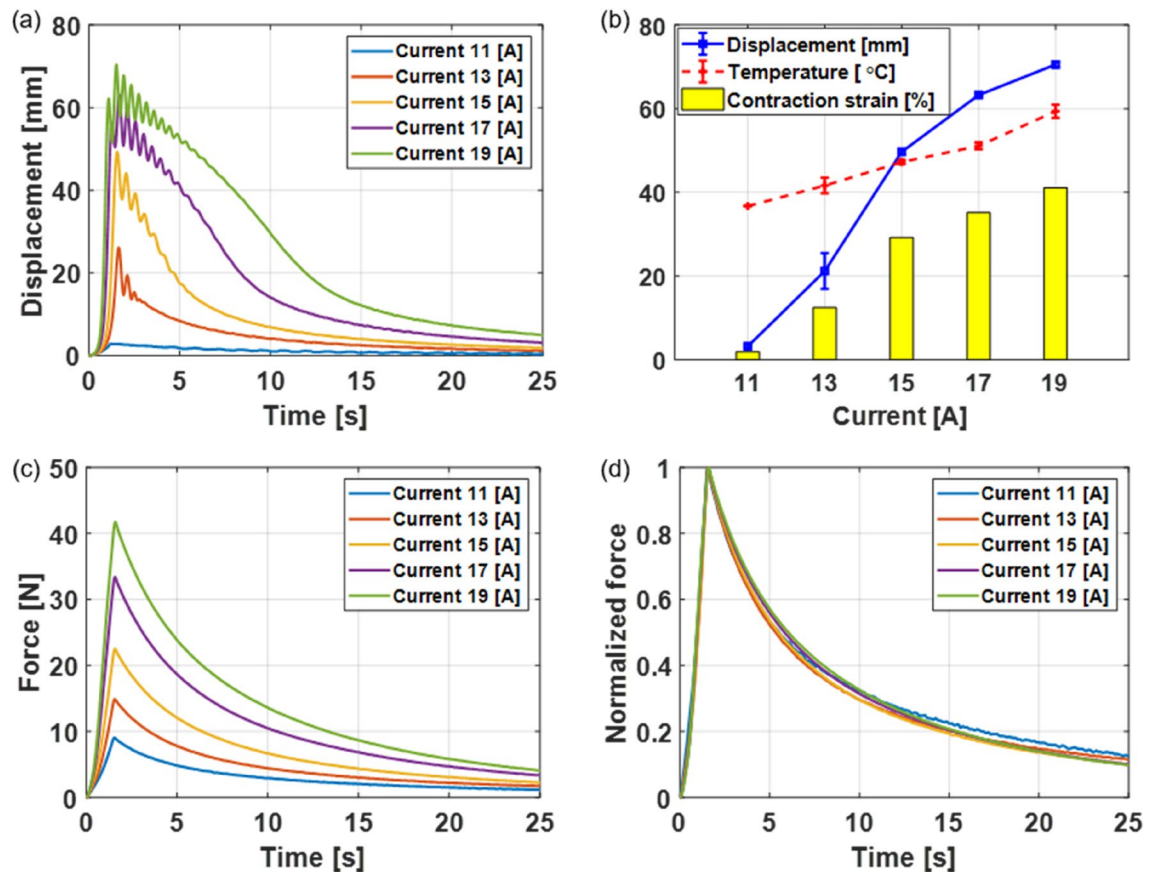 (a)
80
60
40
20
0
Displacement [mm]
Current 11 [A]
Current 13 [A]
Current 15 [A]
Current 17 [A]
Current 19 [A]
0 5 10 15 20 25
Time [s]
(b)
80
60
40
20
0
Displacement [mm]
Temperature [ °C]
Contraction strain [%]
11 13 15 17 19
Current [A]
(c)
50
40
30
20
10
0
Force [N]
Current 11 [A]
Current 13 [A]
Current 15 [A]
Current 17 [A]
Current 19 [A]
0 5 10 15 20 25
Time [s]
(d)
1
0.8
0.6
0.4
0.2
0
Normalized force
Current 11 [A]
Current 13 [A]
Current 15 [A]
Current 17 [A]
Current 19 [A]
0 5 10 15 20 25
Time [s]